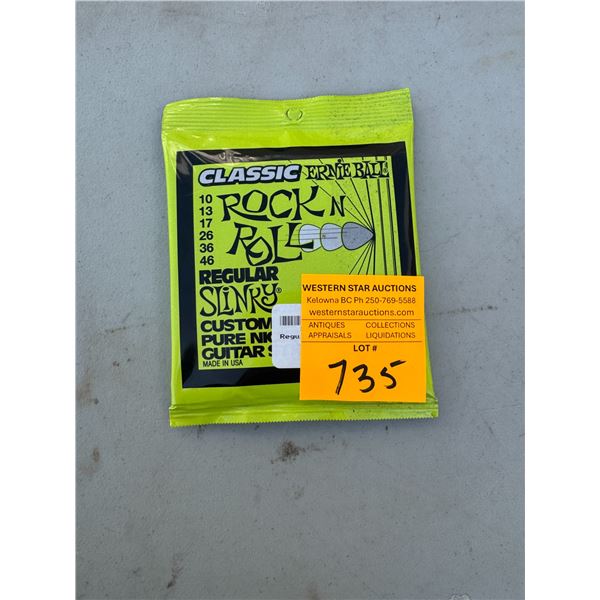 CLASSIC ERNIE BALL
10
13
17
26
36
46
ROCK N
ROLL
REGULAR
SLINKY®
CUSTOM
PURE
GUITAR
MADE IN USA
Regu
WESTERN STAR AUCTIONS
Kelowna BC Ph 250-769-5588
westernstarauctions.com
ANTIQUES COLLECTIONS
APPRAISALS LIQUIDATIONS
LOT #
735